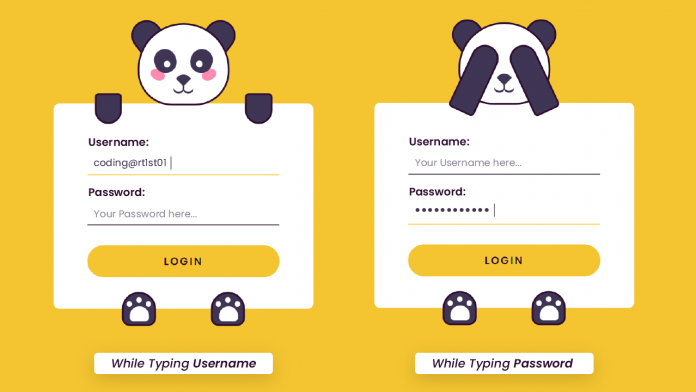 Username:
coding@rt1st01
Password:
Your Password here...
LOGIN
While Typing Username
Username:
Your Username here...
Password:
••••••••••••
LOGIN
While Typing Password